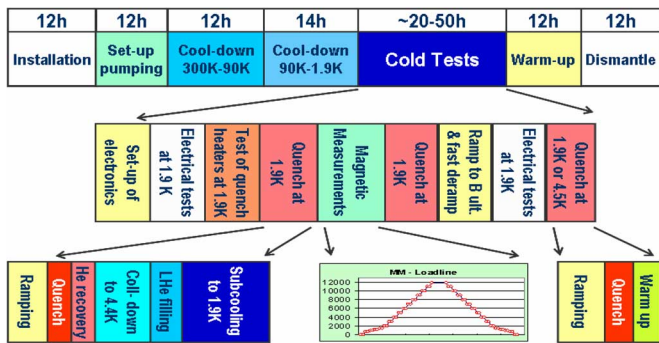 12h 12h 12h 14h ~20-50h 12h 12h
Installation
Set-up
pumping
Cool-down
300K-90K
Cool-down
90K-1.9K
Cold Tests
Warm-up
Dismantle
Set-up of
electronics
Electrical tests
at 1.9 K
Test of quench
heaters at 1.9K
Quench at
1.9K
Magnetic
Measurements
Quench at
1.9K
Ramp to B ult.
& fast deramp
Electrical tests
at 1.9K
Quench at
1.9K or 4.5K
Ramping
Quench
He recovery
Coll- down
to 4.4K
LHe filling
Subcooling
to 1.9K
MM - Loadline
12000
10000
8000
6000
4000
2000
0
Ramping
Quench
Warm up